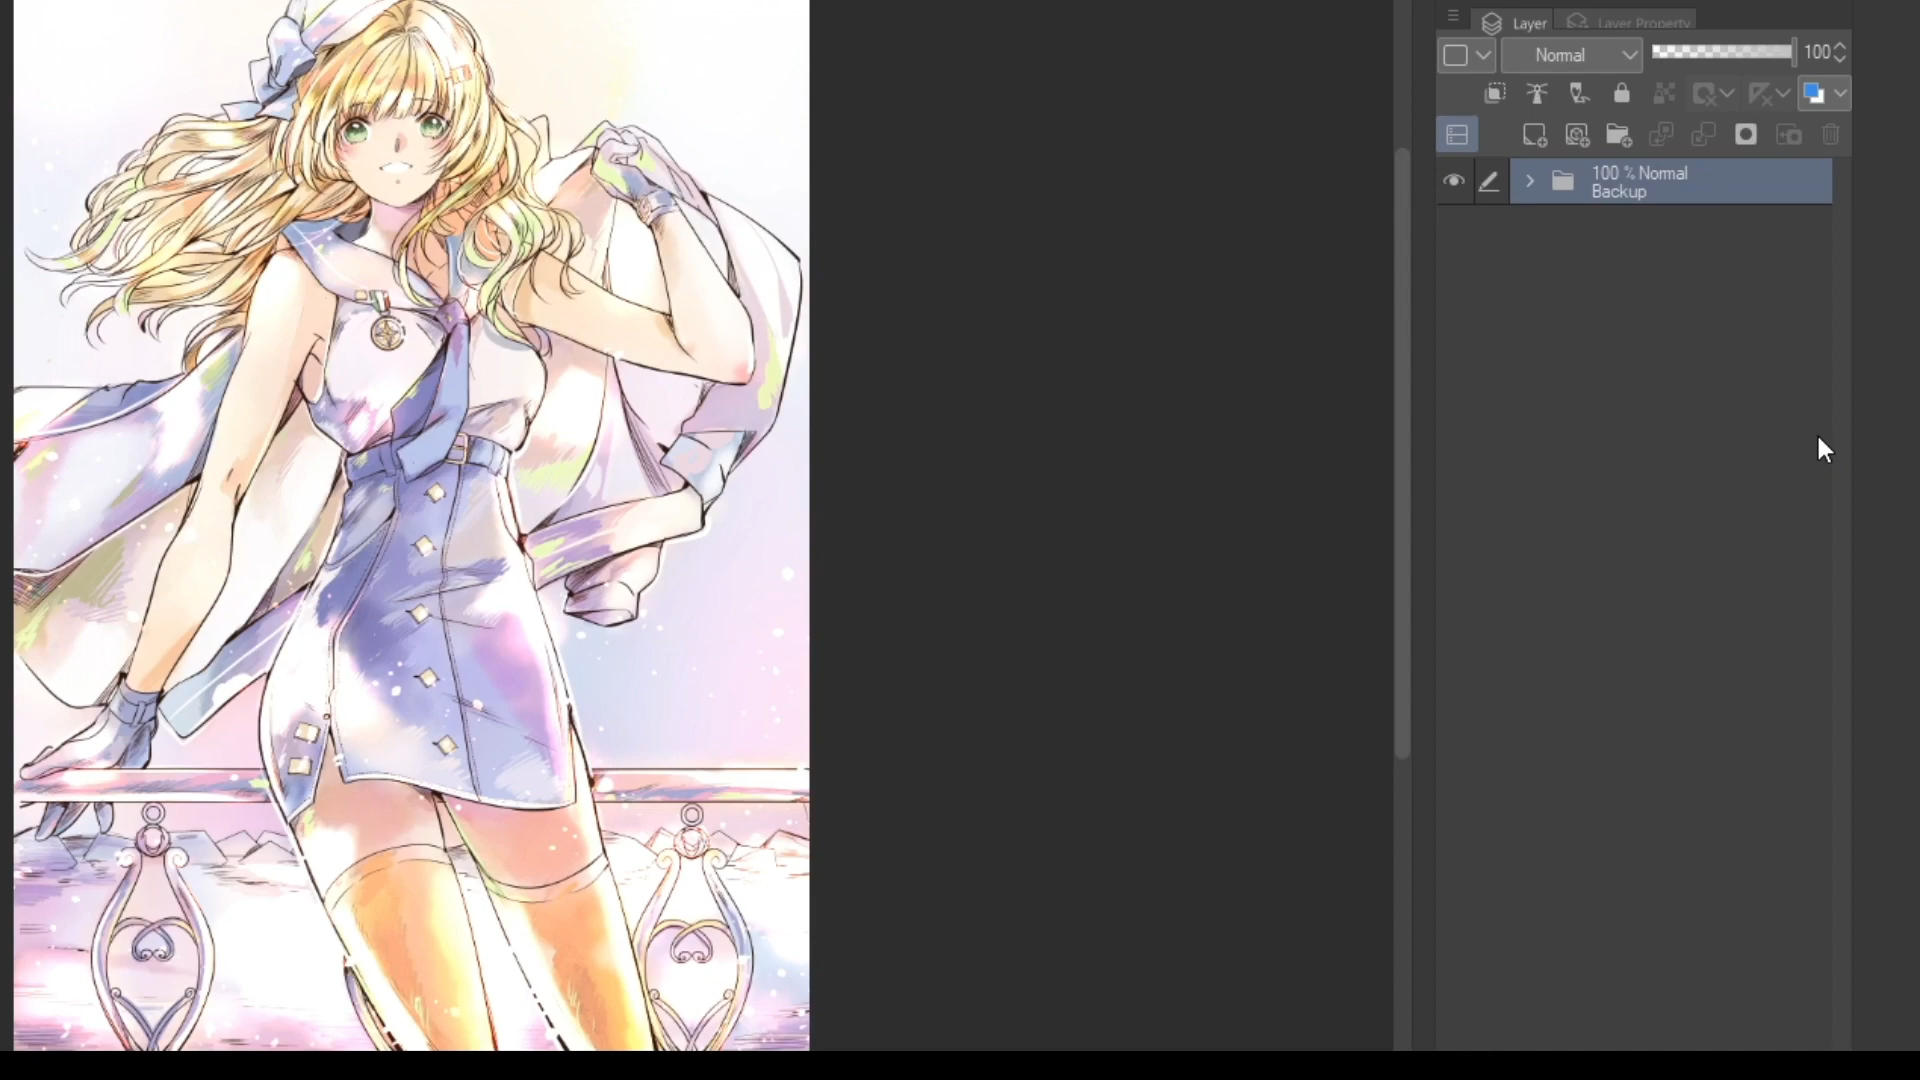 Layer
Layer Property
Normal
100
100 % Normal
Backup